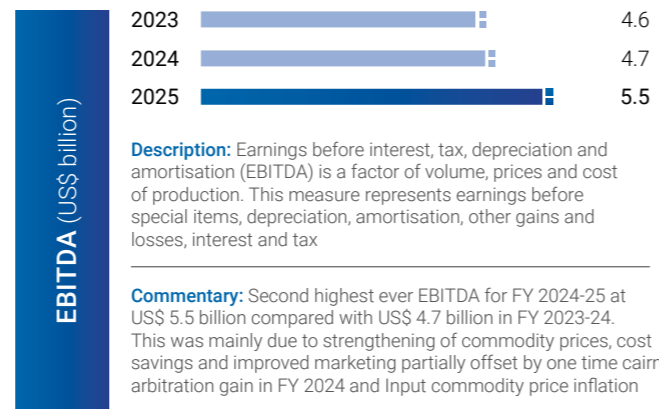 EBITDA (US$ billion)
2023 4.6
2024 4.7
2025 5.5
Description: Earnings before interest, tax, depreciation and
amortisation (EBITDA) is a factor of volume, prices and cost
of production. This measure represents earnings before
special items, depreciation, amortisation, other gains and
losses, interest and tax
Commentary: Second highest ever EBITDA for FY 2024-25 at
US$ 5.5 billion compared with US$ 4.7 billion in FY 2023-24.
This was mainly due to strengthening of commodity prices, cost
savings and improved marketing partially offset by one time
arbitration gain in FY 2024 and Input commodity price inflation